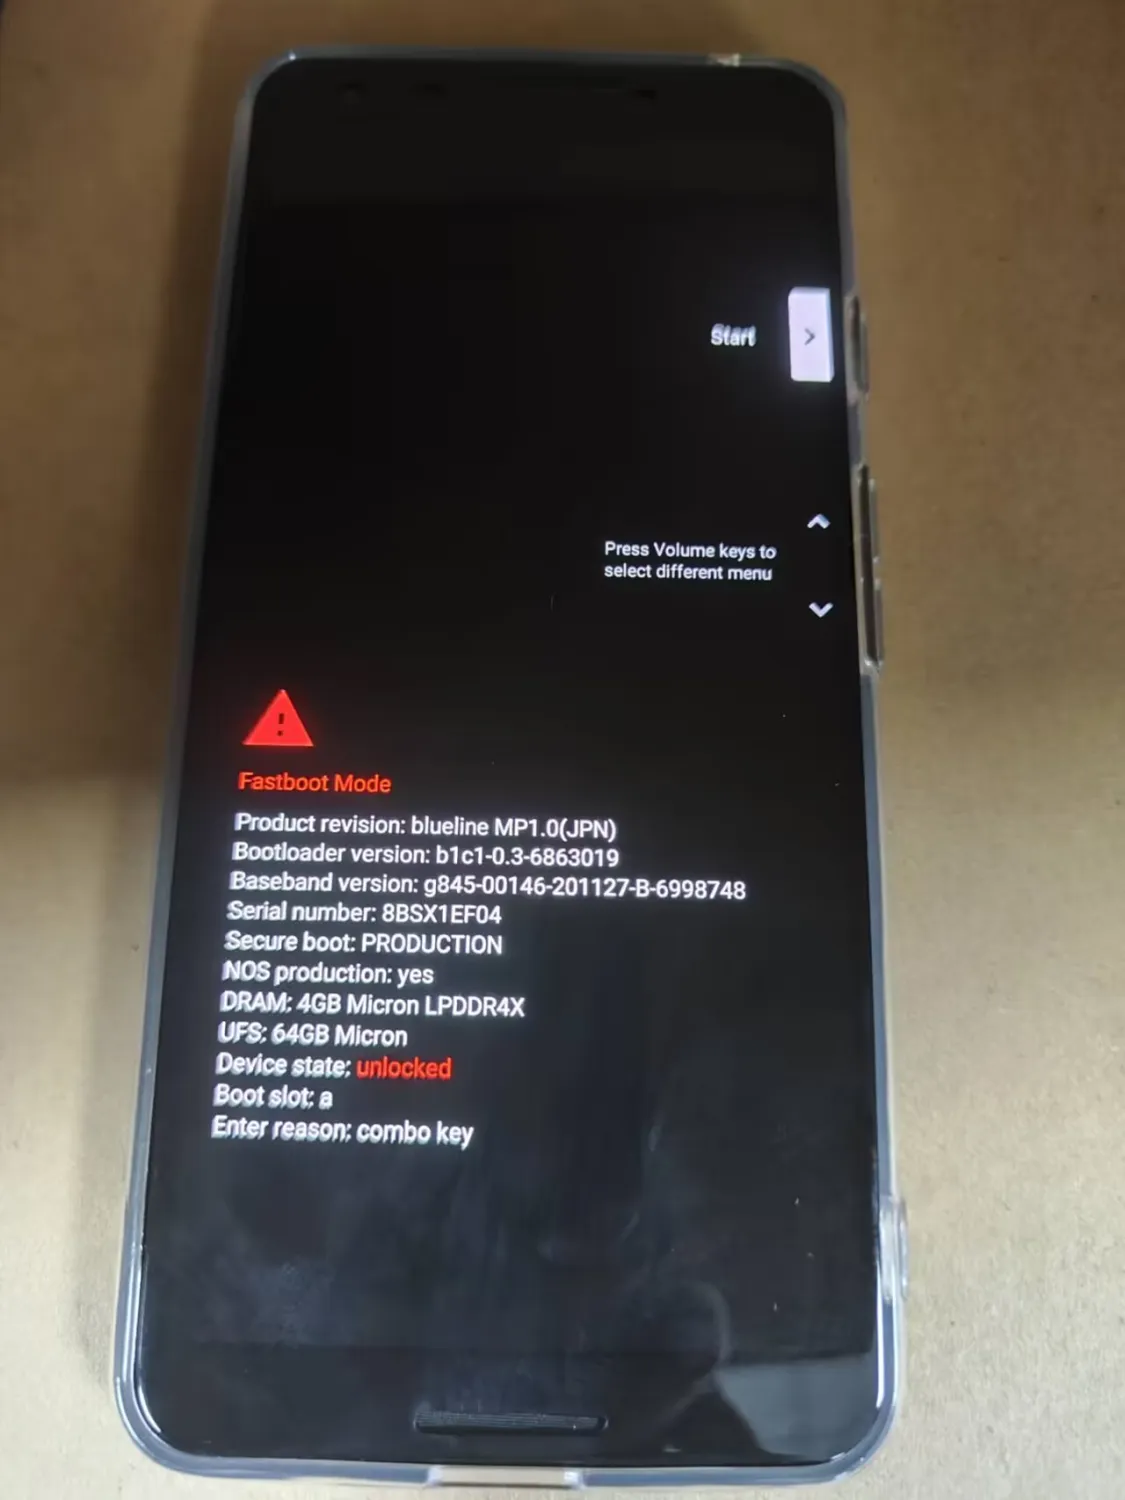 Start
Press Volume keys to
select different menu
Fastboot Mode
Product revision: blueline MP1.0(JPN)
Bootloader version: b1c1-0.3-6863019
Baseband version: g845-00146-201127-B-6998748
Serial number: 8BSX1EF04
Secure boot: PRODUCTION
NOS production: yes
DRAM: 4GB Micron LPDDR4X
UFS: 64GB Micron
Device state: unlocked
Boot slot: a
Enter reason: combo key